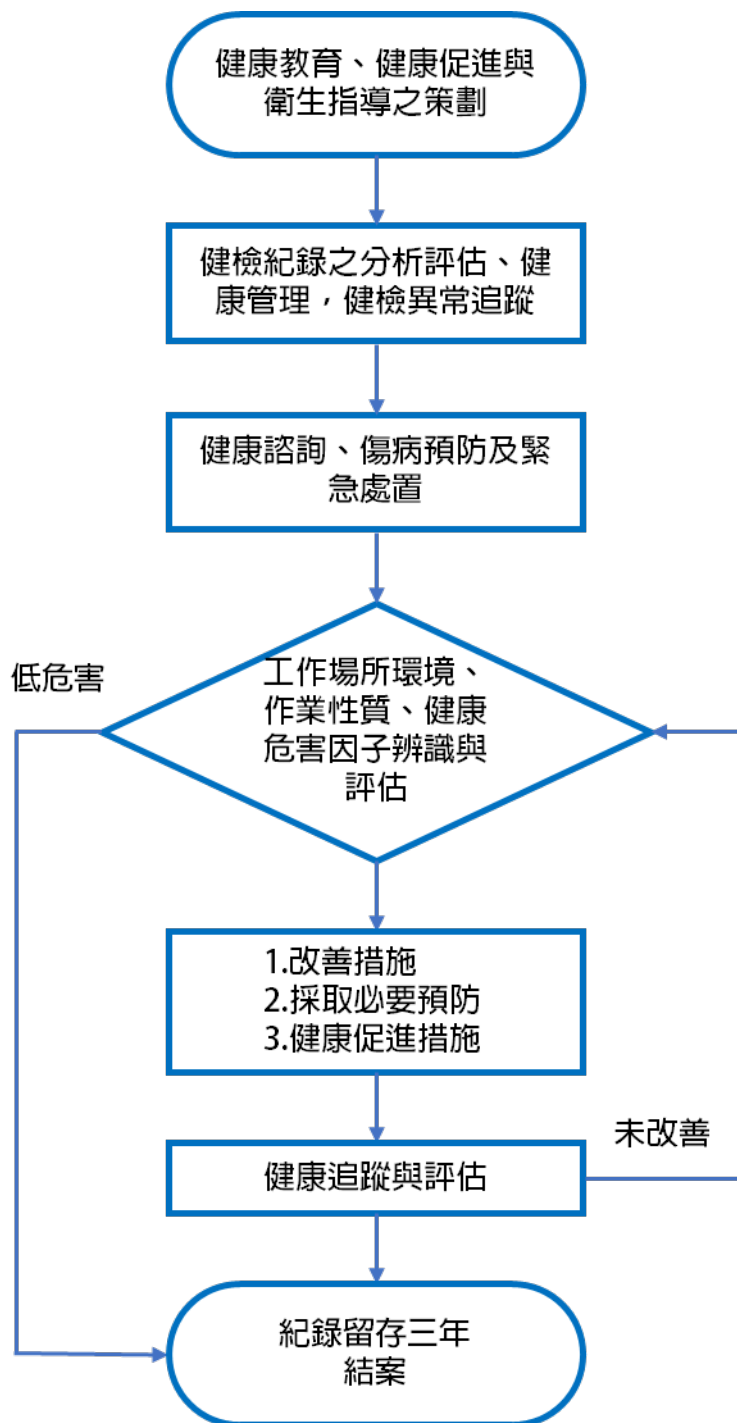 健康教育、健康促進與
衛生指導之策劃
健檢紀錄之分析評估、健
康管理，健檢異常追蹤
健康諮詢、傷病預防及緊
急處置
低危害
工作場所環境、
作業性質、健康
危害因子辨識與
評估
1.改善措施
2.採取必要預防
3.健康促進措施
未改善
健康追蹤與評估
紀錄留存三年
結案